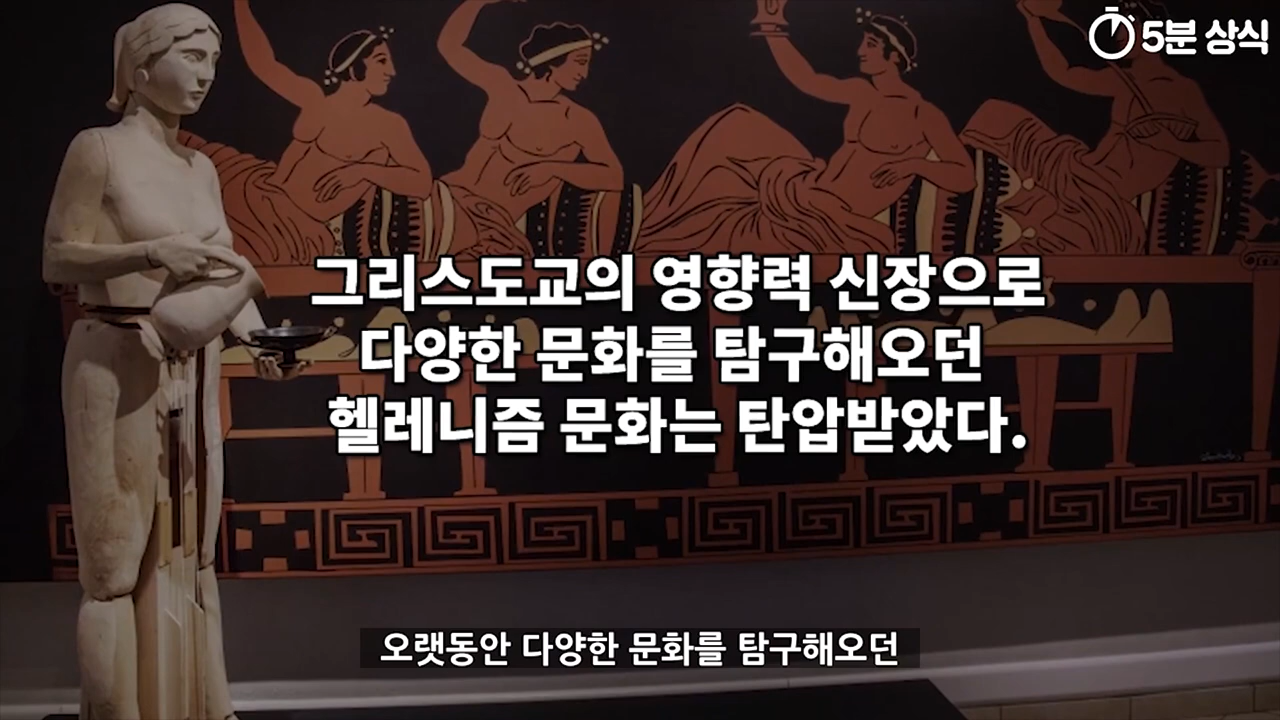 5분 상식
그리스도교의 영향력 신장으로
다양한 문화를 탐구해오던
헬레니즘 문화는 탄압받았다.
오랫동안 다양한 문화를 탐구해오던